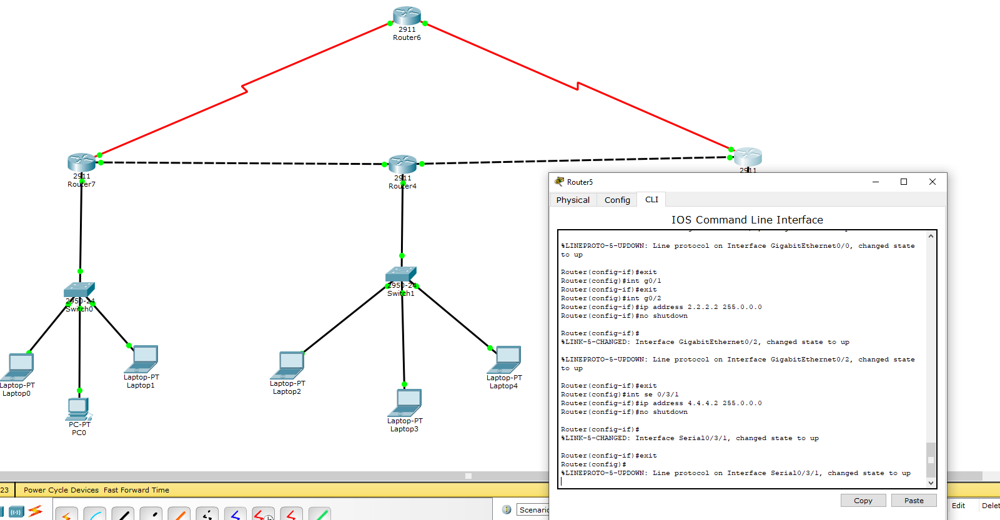 2911
Router6
2911
Router7
2911
Router4
2911
2950-24
Switch0
2950-24
Switch1
Laptop-PT
Laptop0
Laptop-PT
Laptop1
PC-PT
PC0
Laptop-PT
Laptop2
Laptop-PT
Laptop3
Laptop-PT
Laptop4
Router5
Physical
Config
CLI
IOS Command Line Interface
%LINEPROTO-5-UPDOWN: Line protocol on Interface GigabitEthernet0/0, changed state
to up
Router(config-if)#exit
Router(config)#int g0/1
Router(config-if)#exit
Router(config)#int g0/2
Router(config-if)#ip address 2.2.2.2 255.0.0.0
Router(config-if)#no shutdown
Router(config-if)#
%LINK-5-CHANGED: Interface GigabitEthernet0/2, changed state to up
%LINEPROTO-5-UPDOWN: Line protocol on Interface GigabitEthernet0/2, changed state
to up
Router(config-if)#exit
Router(config)#int se 0/3/1
Router(config-if)#ip address 4.4.4.2 255.0.0.0
Router(config-if)#no shutdown
Router(config-if)#
%LINK-5-CHANGED: Interface Serial0/3/1, changed state to up
Router(config-if)#exit
Router(config)#
%LINEPROTO-5-UPDOWN: Line protocol on Interface Serial0/3/1, changed state to up
Copy
Paste
23
Power Cycle Devices Fast Forward Time
Scenario
Edit
Delet